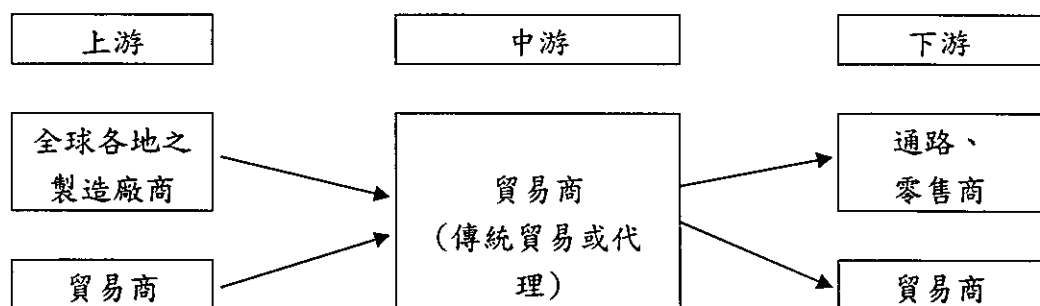 上游
中游
下游
全球各地之
製造廠商
貿易商
貿易商
(傳統貿易或代
理)
通路、
零售商
貿易商